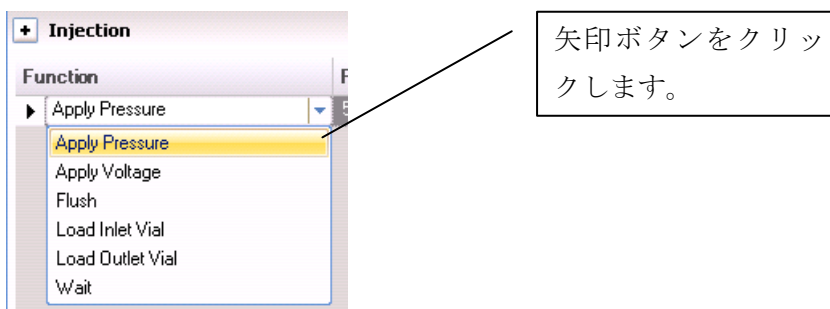 Injection
矢印ボタンをクリッ
クします。
Function
Apply Pressure
Apply Pressure
Apply Voltage
Flush
Load Inlet Vial
Load Outlet Vial
Wait